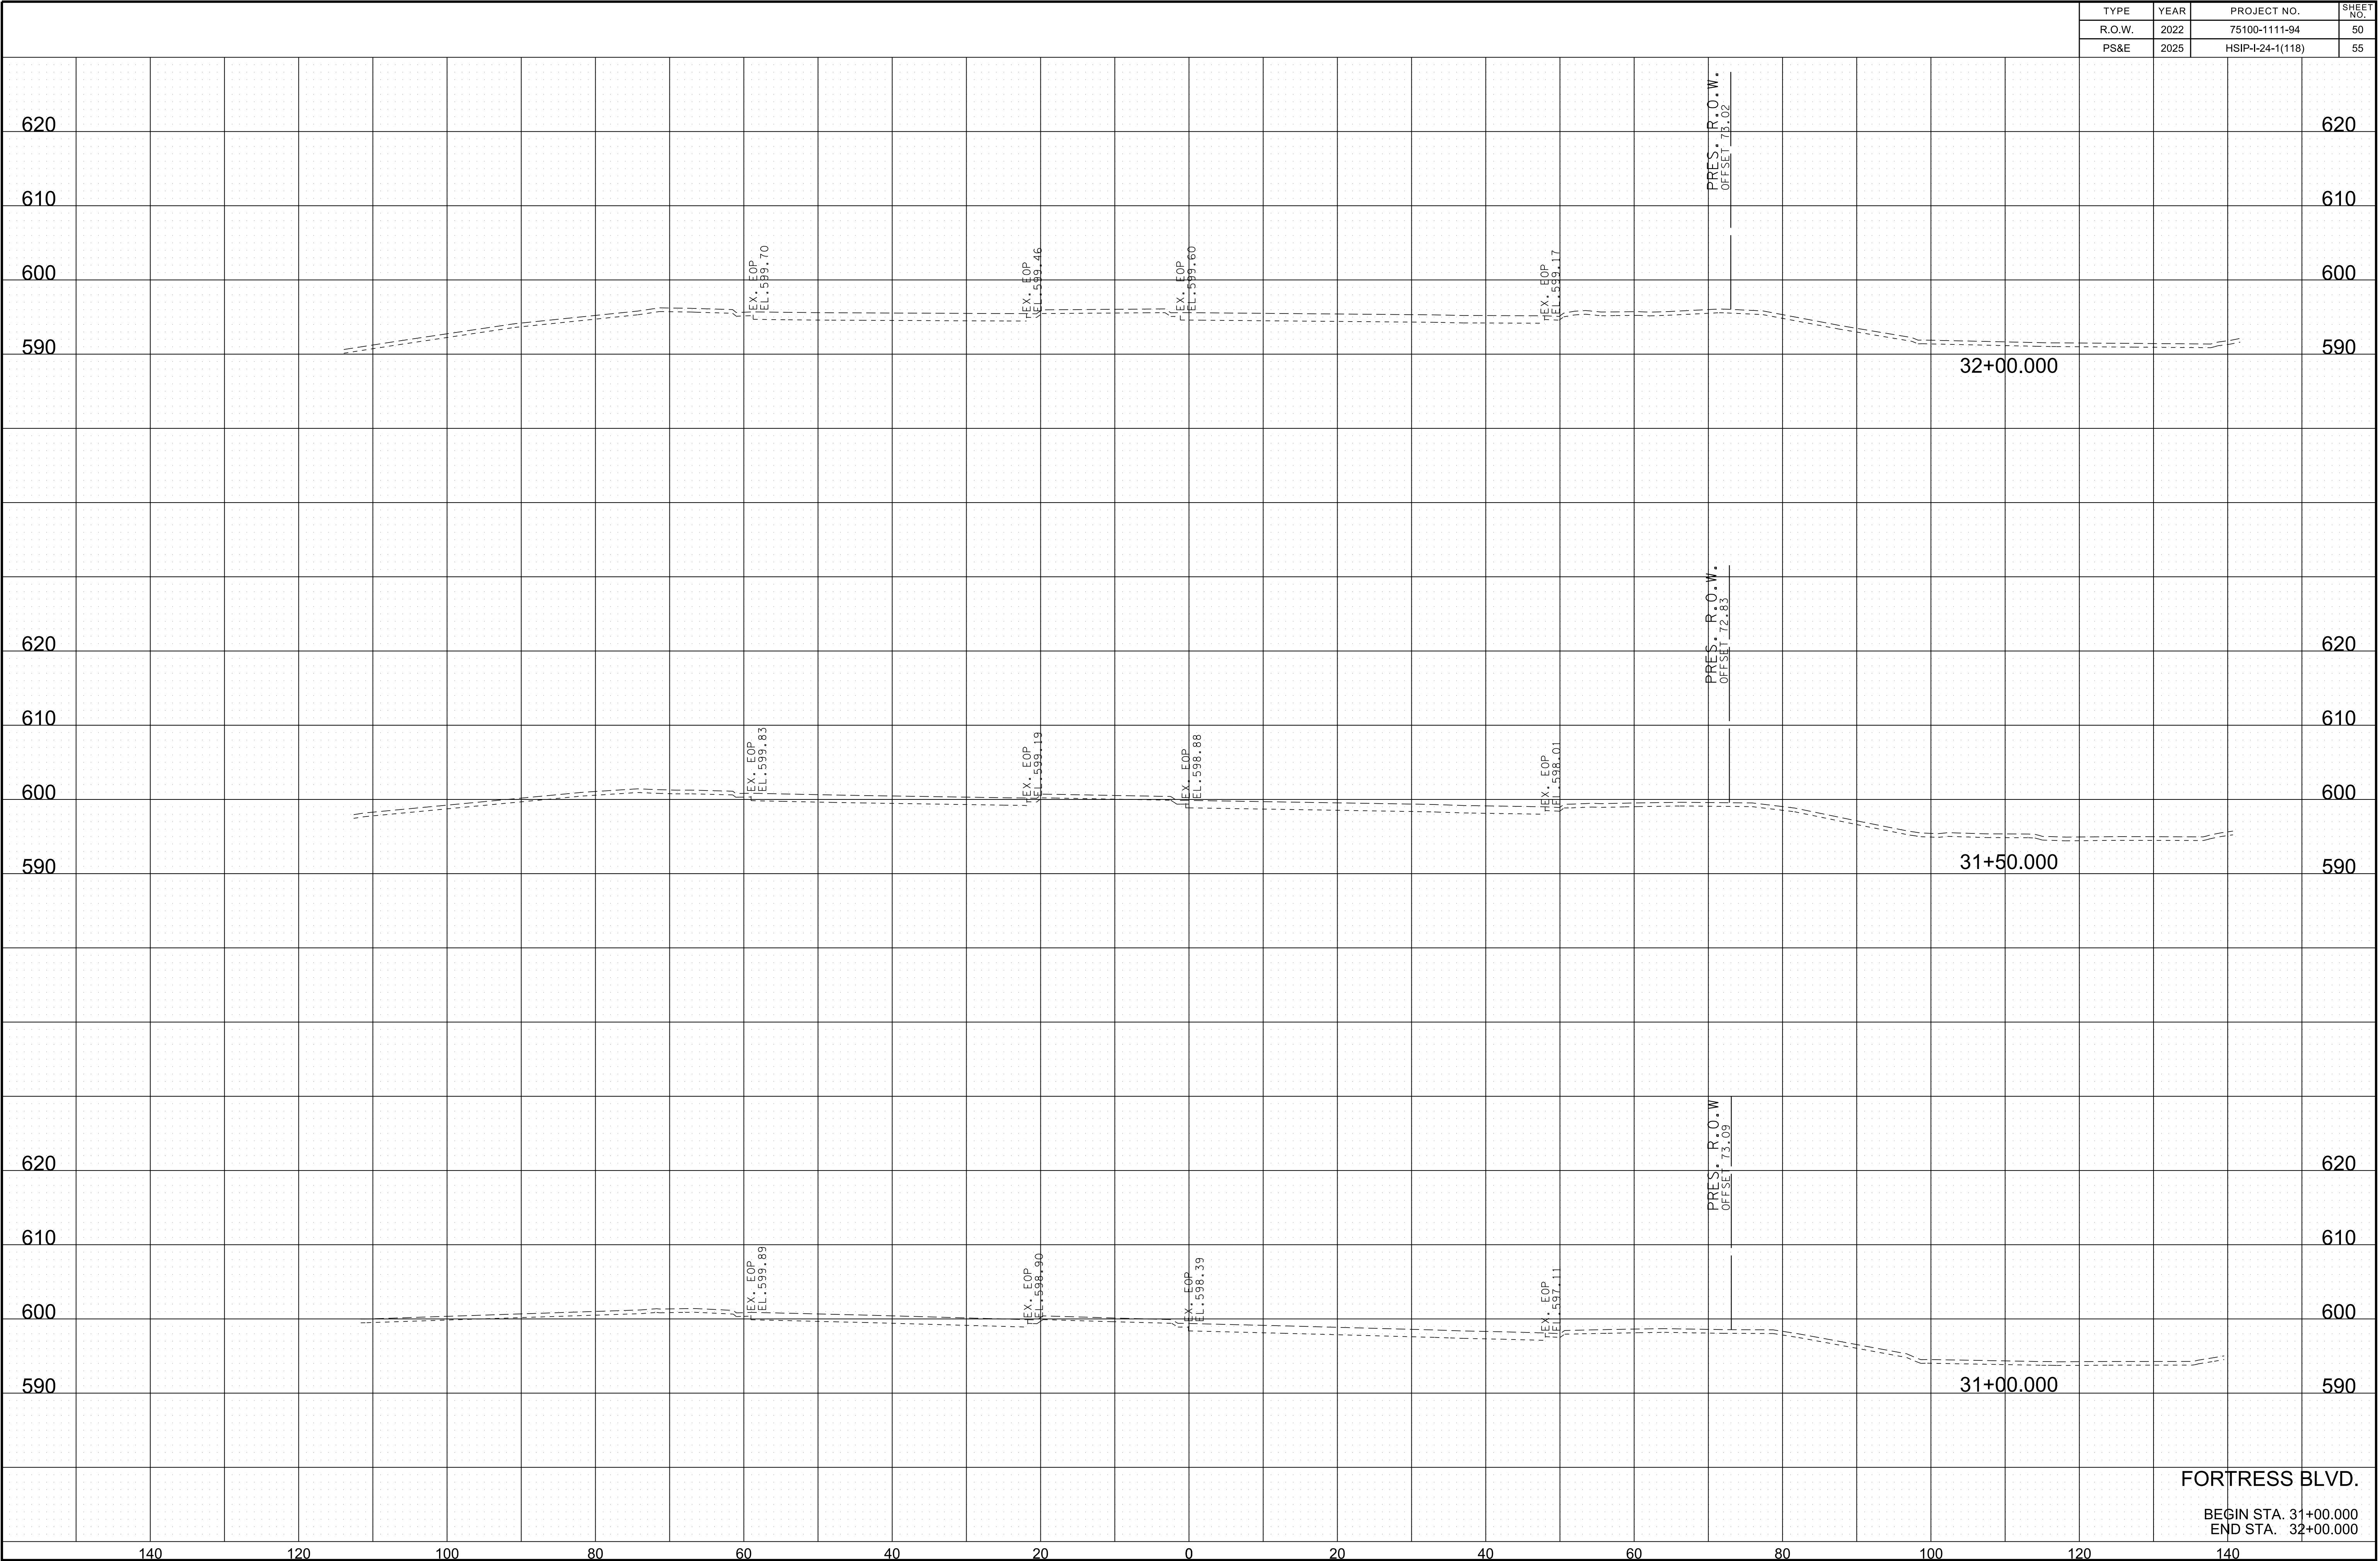 TYPE YEAR PROJECT NO. SHEET NO.
R.O.W. 2022 75100-1111-94 50
PS&E 2025 HSIP-I-24-1(118) 55
PRES. R.O.W.
OFFSET 73.02
620 620
610 610
EX. EOP
EL.599.70
EX. EOP
EL.599.46
EX. EOP
EL.599.60
EX. EOP
EL.599.17
600 600
590 590
32+00.000
PRES. R.O.W.
OFFSET 72.83
620 620
610 610
EX. EOP
EL.599.83
EX. EOP
EL.599.19
EX. EOP
EL.598.88
EX. EOP
EL.598.01
600 600
590 590
31+50.000
PRES. R.O.W
OFFSET 73.09
620 620
610 610
EX. EOP
EL.599.89
EX. EOP
EL.598.90
EX. EOP
EL.598.39
EX. EOP
EL.597.11
600 600
590 590
31+00.000
FORTRESS BLVD.
BEGIN STA. 31+00.000
END STA. 32+00.000
140 120 100 80 60 40 20 0 20 40 60 80 100 120 140